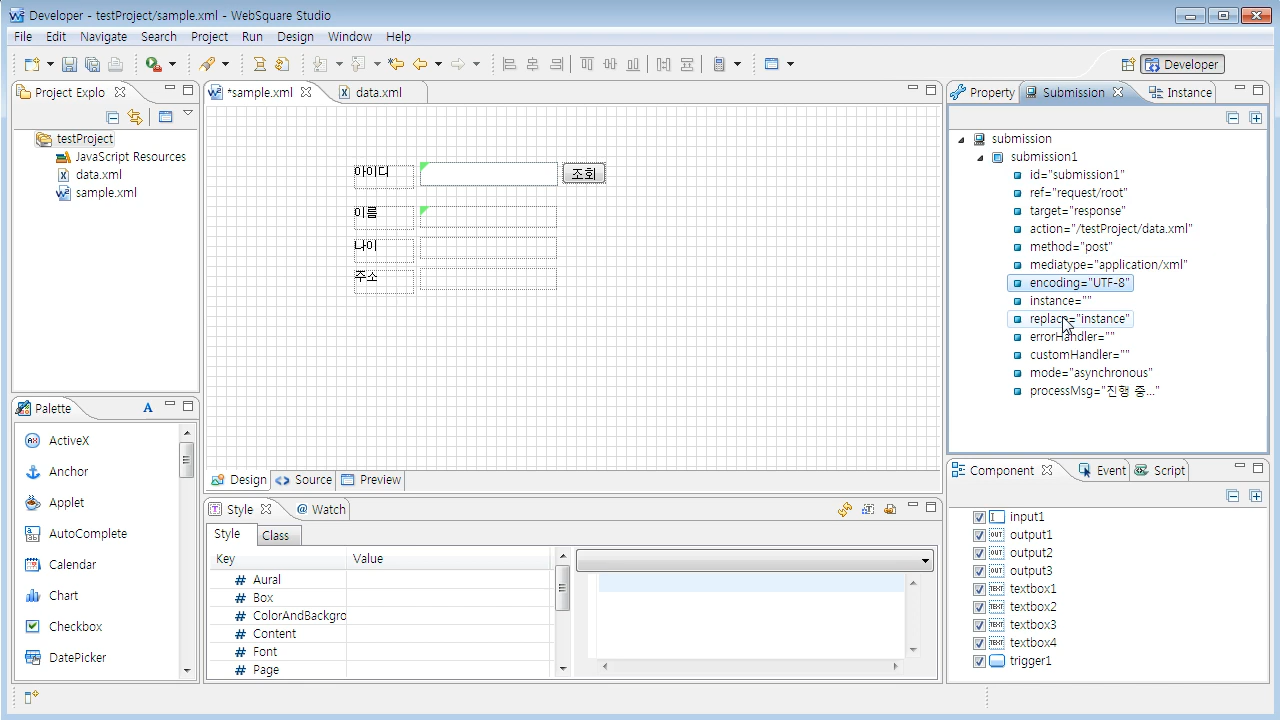 Developer - testProject/sample.xml - WebSquare Studio
File Edit Navigate Search Project Run Design Window Help
Developer
Project Explo
testProject
JavaScript Resources
data.xml
sample.xml
Palette
A
ActiveX
Anchor
Applet
AutoComplete
Calendar
Chart
Checkbox
DatePicker
*sample.xml data.xml
아이디
조회
이름
나이
주소
Design Source Preview
Style @ Watch
Style Class
Key Value
# Aural
# Box
# ColorAndBackgro
# Content
# Font
# Page
Property Submission Instance
submission
submission1
id="submission1"
ref="request/root"
target="response"
action="/testProject/data.xml"
method="post"
mediatype="application/xml"
encoding="UTF-8"
instance=""
replace="instance"
errorHandler=""
customHandler=""
mode="asynchronous"
processMsg="진행 중..."
Component Event Script
input1
output1
output2
output3
textbox1
textbox2
textbox3
textbox4
trigger1